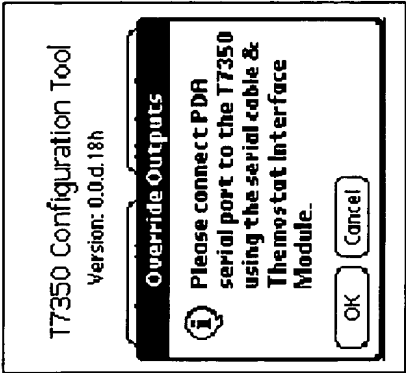 T7350 Configuration Tool
Version: 0.0.d.18h
Override Outputs
Please connect PDA
serial port to the T7350
using the serial cable &
Themostat Interface
Module.
OK Cancel